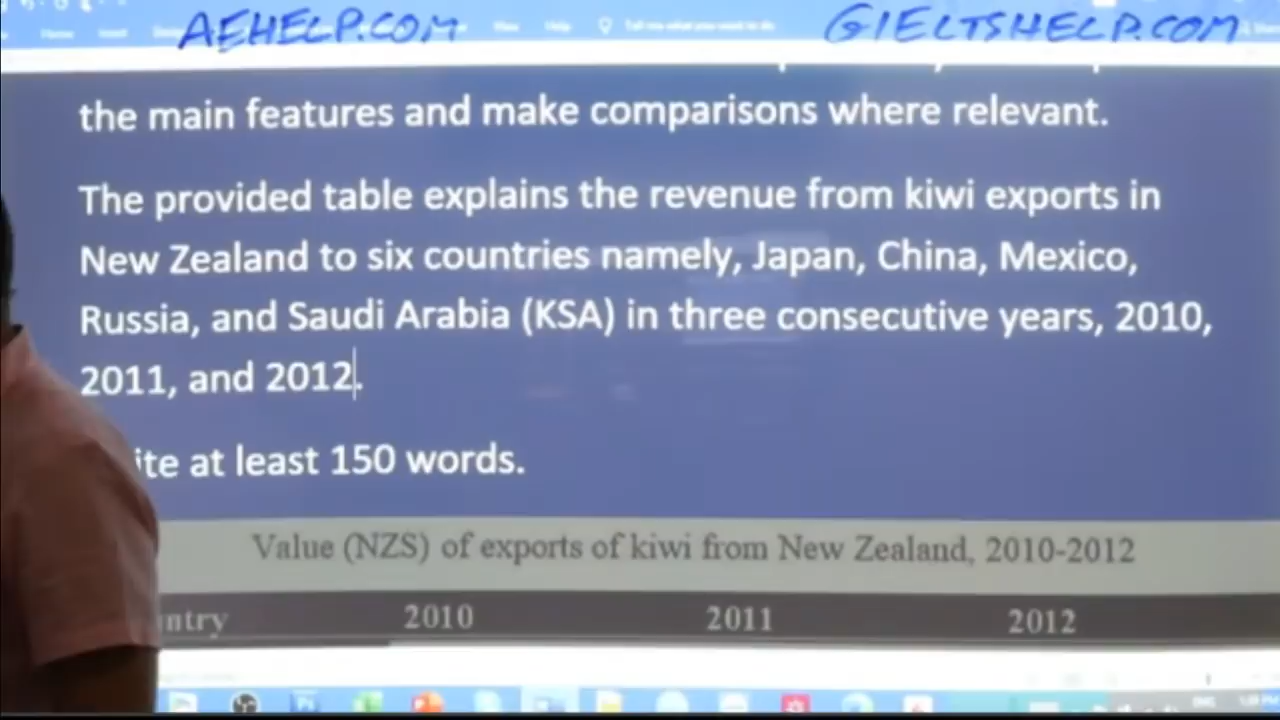 AEHELP.COM
GIELTSHELP.COM
the main features and make comparisons where relevant.
The provided table explains the revenue from kiwi exports in
New Zealand to six countries namely, Japan, China, Mexico,
Russia, and Saudi Arabia (KSA) in three consecutive years, 2010,
2011, and 2012.
ite at least 150 words.
Value (NZS) of exports of kiwi from New Zealand, 2010-2012
ntry 2010 2011 2012